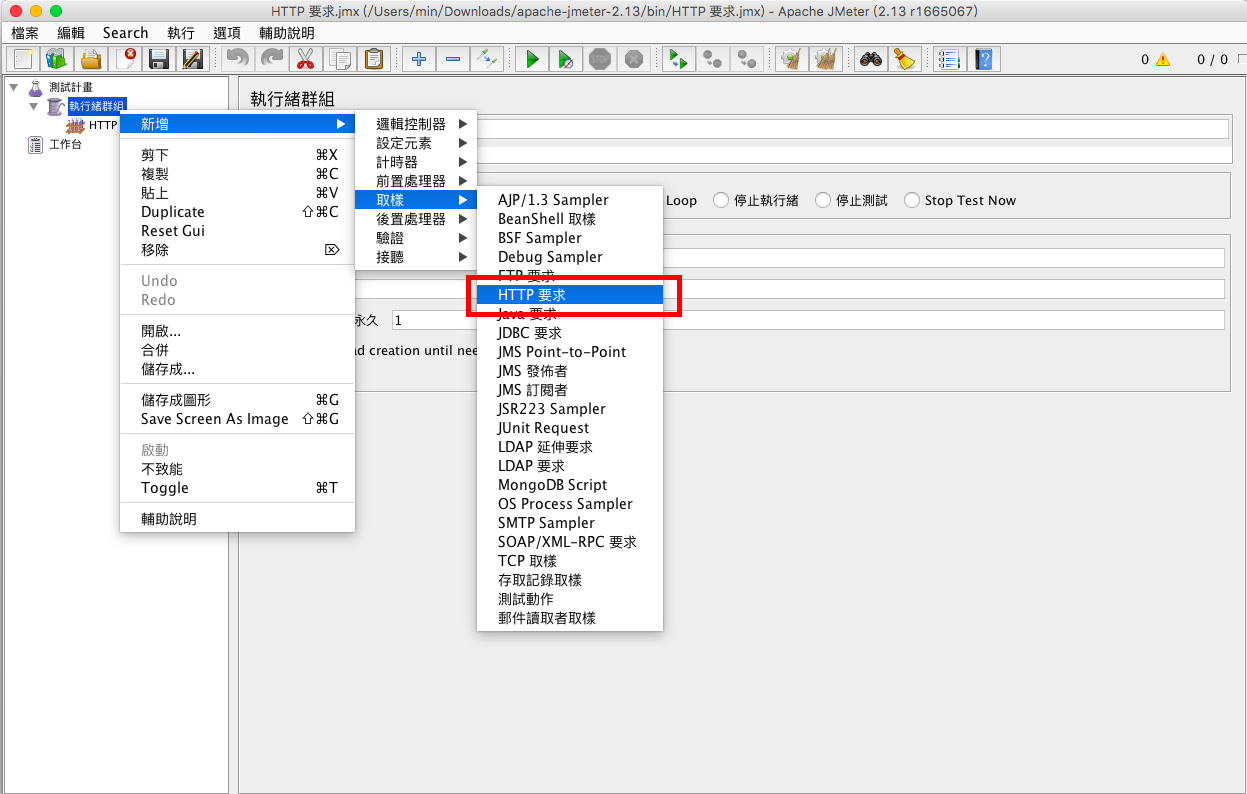 HTTP 要求.jmx (/Users/min/Downloads/apache-jmeter-2.13/bin/HTTP 要求.jmx) - Apache JMeter (2.13 r1665067)
檔案 編輯 Search 執行 選項 輔助說明
STOP 0 0 / 0
測試計畫
執行緒群組
HTTP
工作台
執行緒群組
Loop 停止執行緒 停止測試 Stop Test Now
永久 1
ad creation until nee
新增
剪下 ⌘X
複製 ⌘C
貼上 ⌘V
Duplicate ⇧⌘C
Reset Gui
移除 ⌦
Undo
Redo
開啟...
合併
儲存成...
儲存成圖形 ⌘G
Save Screen As Image ⇧⌘G
啟動
不致能
Toggle ⌘T
輔助說明
邏輯控制器
設定元素
計時器
前置處理器
取樣
後置處理器
驗證
接聽
AJP/1.3 Sampler
BeanShell 取樣
BSF Sampler
Debug Sampler
FTP 要求
HTTP 要求
Java 要求
JDBC 要求
JMS Point-to-Point
JMS 發佈者
JMS 訂閱者
JSR223 Sampler
JUnit Request
LDAP 延伸要求
LDAP 要求
MongoDB Script
OS Process Sampler
SMTP Sampler
SOAP/XML-RPC 要求
TCP 取樣
存取記錄取樣
測試動作
郵件讀取者取樣